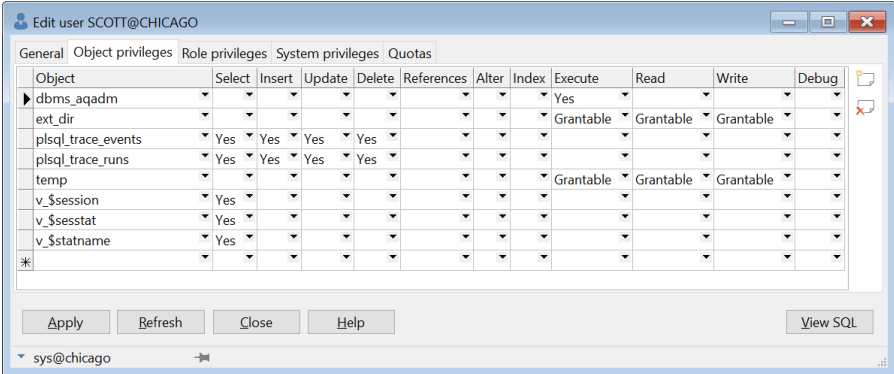 Edit user SCOTT@CHICAGO
General Object privileges Role privileges System privileges Quotas
Object Select Insert Update Delete References Alter Index Execute Read Write Debug
dbms_aqadm Yes
ext_dir Grantable Grantable Grantable
plsql_trace_events Yes Yes Yes Yes
plsql_trace_runs Yes Yes Yes Yes
temp Grantable Grantable Grantable
v_$session Yes
v_$sesstat Yes
v_$statname Yes
Apply Refresh Close Help View SQL
sys@chicago